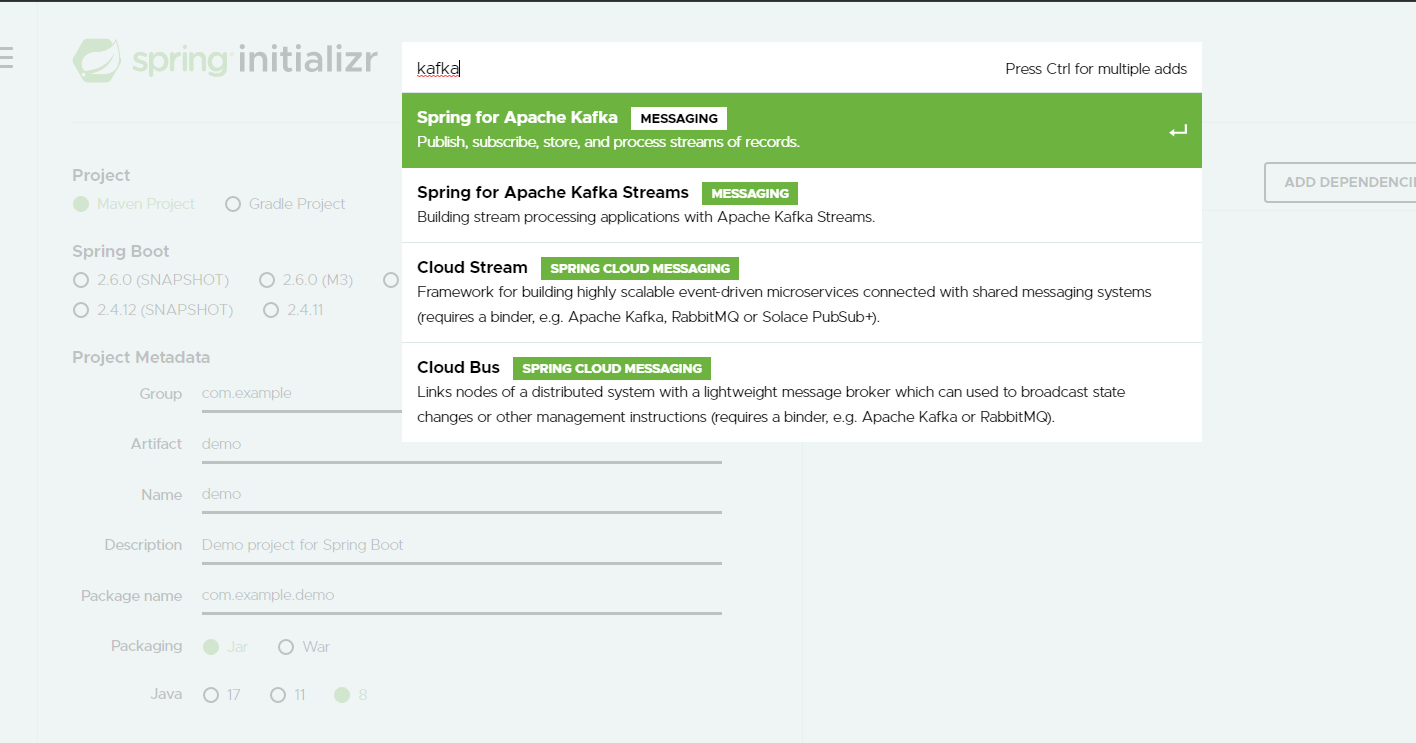 spring initializr
kafka
Press Ctrl for multiple adds
Spring for Apache Kafka MESSAGING
Publish, subscribe, store, and process streams of records.
Spring for Apache Kafka Streams MESSAGING
Building stream processing applications with Apache Kafka Streams.
Cloud Stream SPRING CLOUD MESSAGING
Framework for building highly scalable event-driven microservices connected with shared messaging systems
(requires a binder, e.g. Apache Kafka, RabbitMQ or Solace PubSub+).
Cloud Bus SPRING CLOUD MESSAGING
Links nodes of a distributed system with a lightweight message broker which can used to broadcast state
changes or other management instructions (requires a binder, e.g. Apache Kafka or RabbitMQ).
Project
Maven Project Gradle Project
Spring Boot
2.6.0 (SNAPSHOT) 2.6.0 (M3)
2.4.12 (SNAPSHOT) 2.4.11
Project Metadata
Group com.example
Artifact demo
Name demo
Description Demo project for Spring Boot
Package name com.example.demo
Packaging Jar War
Java 17 11 8
ADD